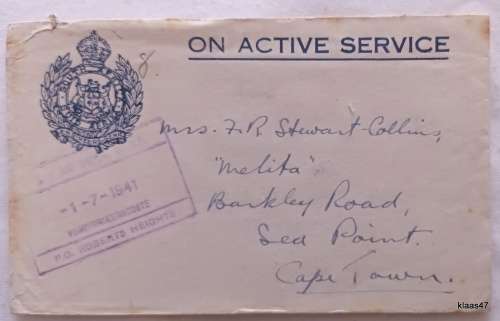 8
ON ACTIVE SERVICE
Mrs. F. R. Stewart-Collins,
"Melita",
Barkley Road,
Sea Point.
Cape Town.
-1-7-1941
P.O. ROBERTS HEIGHTS
klaas47